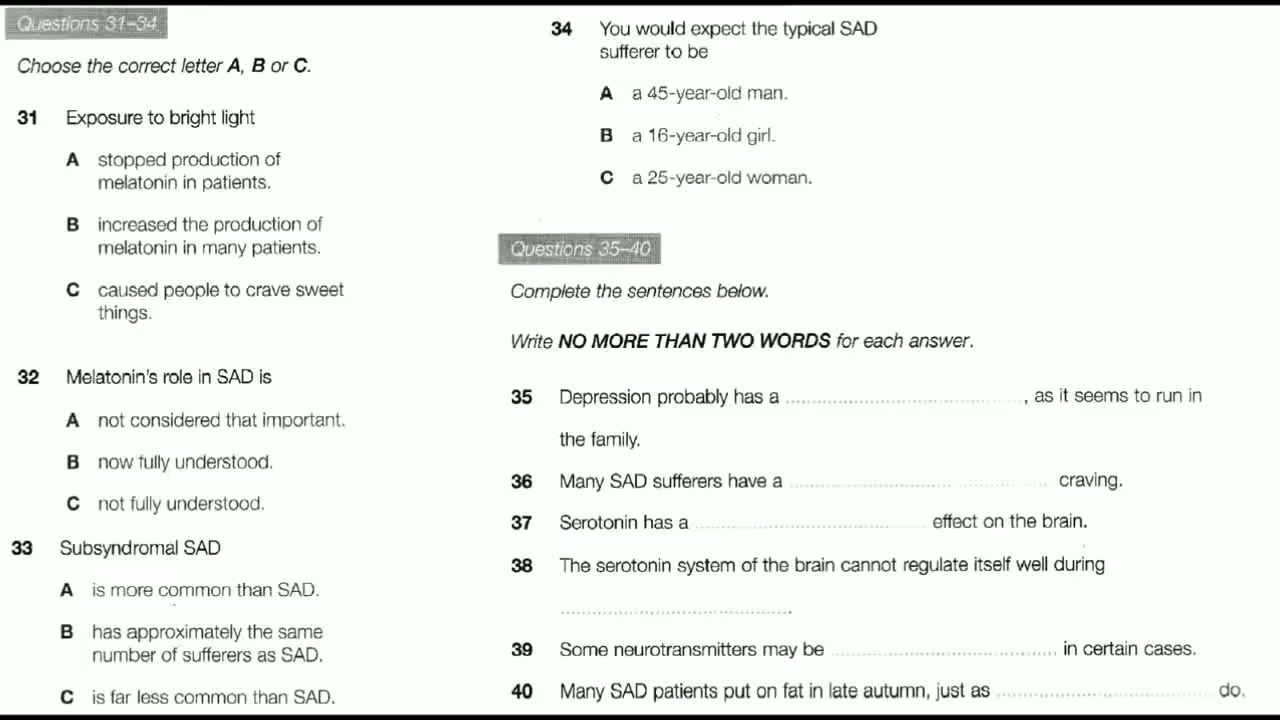 Questions 31–34
Choose the correct letter A, B or C.
31 Exposure to bright light
A stopped production of
melatonin in patients.
B increased the production of
melatonin in many patients.
C caused people to crave sweet
things.
32 Melatonin's role in SAD is
A not considered that important.
B now fully understood.
C not fully understood.
33 Subsyndromal SAD
A is more common than SAD.
B has approximately the same
number of sufferers as SAD.
C is far less common than SAD.
34 You would expect the typical SAD
sufferer to be
A a 45-year-old man.
B a 16-year-old girl.
C a 25-year-old woman.
Questions 35–40
Complete the sentences below.
Write NO MORE THAN TWO WORDS for each answer.
35 Depression probably has a ........................................, as it seems to run in
the family.
36 Many SAD sufferers have a ........................................ craving.
37 Serotonin has a ........................................ effect on the brain.
38 The serotonin system of the brain cannot regulate itself well during
........................................
39 Some neurotransmitters may be ........................................ in certain cases.
40 Many SAD patients put on fat in late autumn, just as ........................................ do.